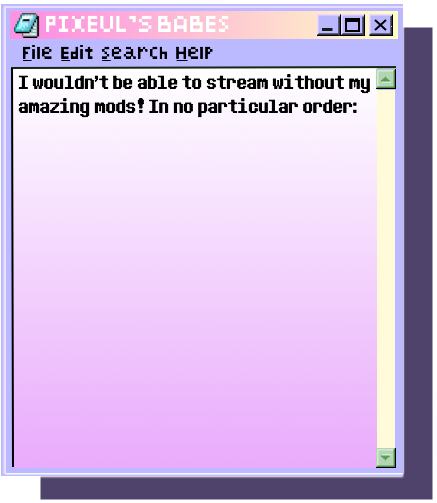 PIXEUL'S BABES
File Edit Search Help
I wouldn't be able to stream without my
amazing mods! In no particular order: